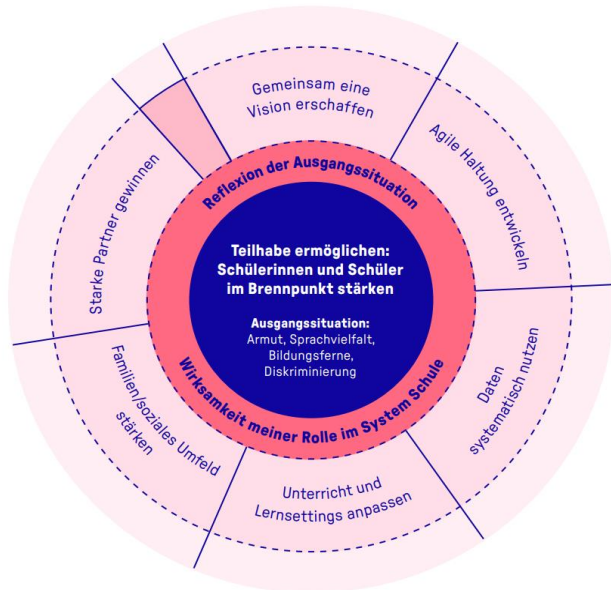 Gemeinsam eine
Vision erschaffen
Agile Haltung entwickeln
Daten
systematisch nutzen
Unterricht und
Lernsettings anpassen
Familien/soziales Umfeld
stärken
Starke Partner gewinnen
Reflexion der Ausgangssituation
Wirksamkeit meiner Rolle im System Schule
Teilhabe ermöglichen:
Schülerinnen und Schüler
im Brennpunkt stärken
Ausgangssituation:
Armut, Sprachvielfalt,
Bildungsferne,
Diskriminierung